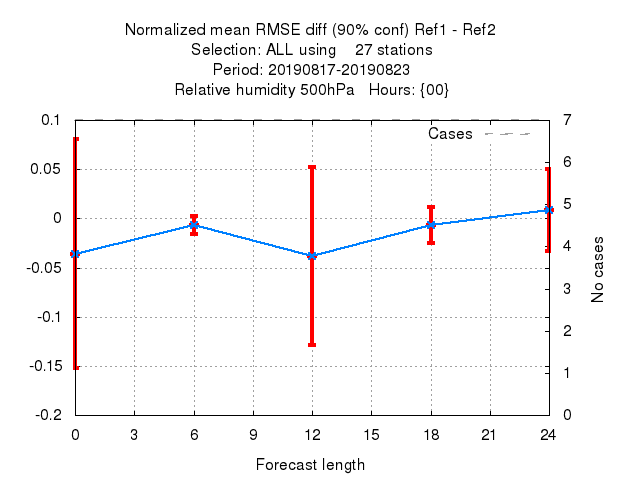 Normalized mean RMSE diff (90% conf) Ref1 - Ref2
Selection: ALL using    27 stations
Period: 20190817-20190823
Relative humidity 500hPa   Hours: {00}
Cases
0.1
0.05
0
-0.05
-0.1
-0.15
-0.2
7
6
5
4
3
2
1
0
No cases
0 3 6 9 12 15 18 21 24
Forecast length